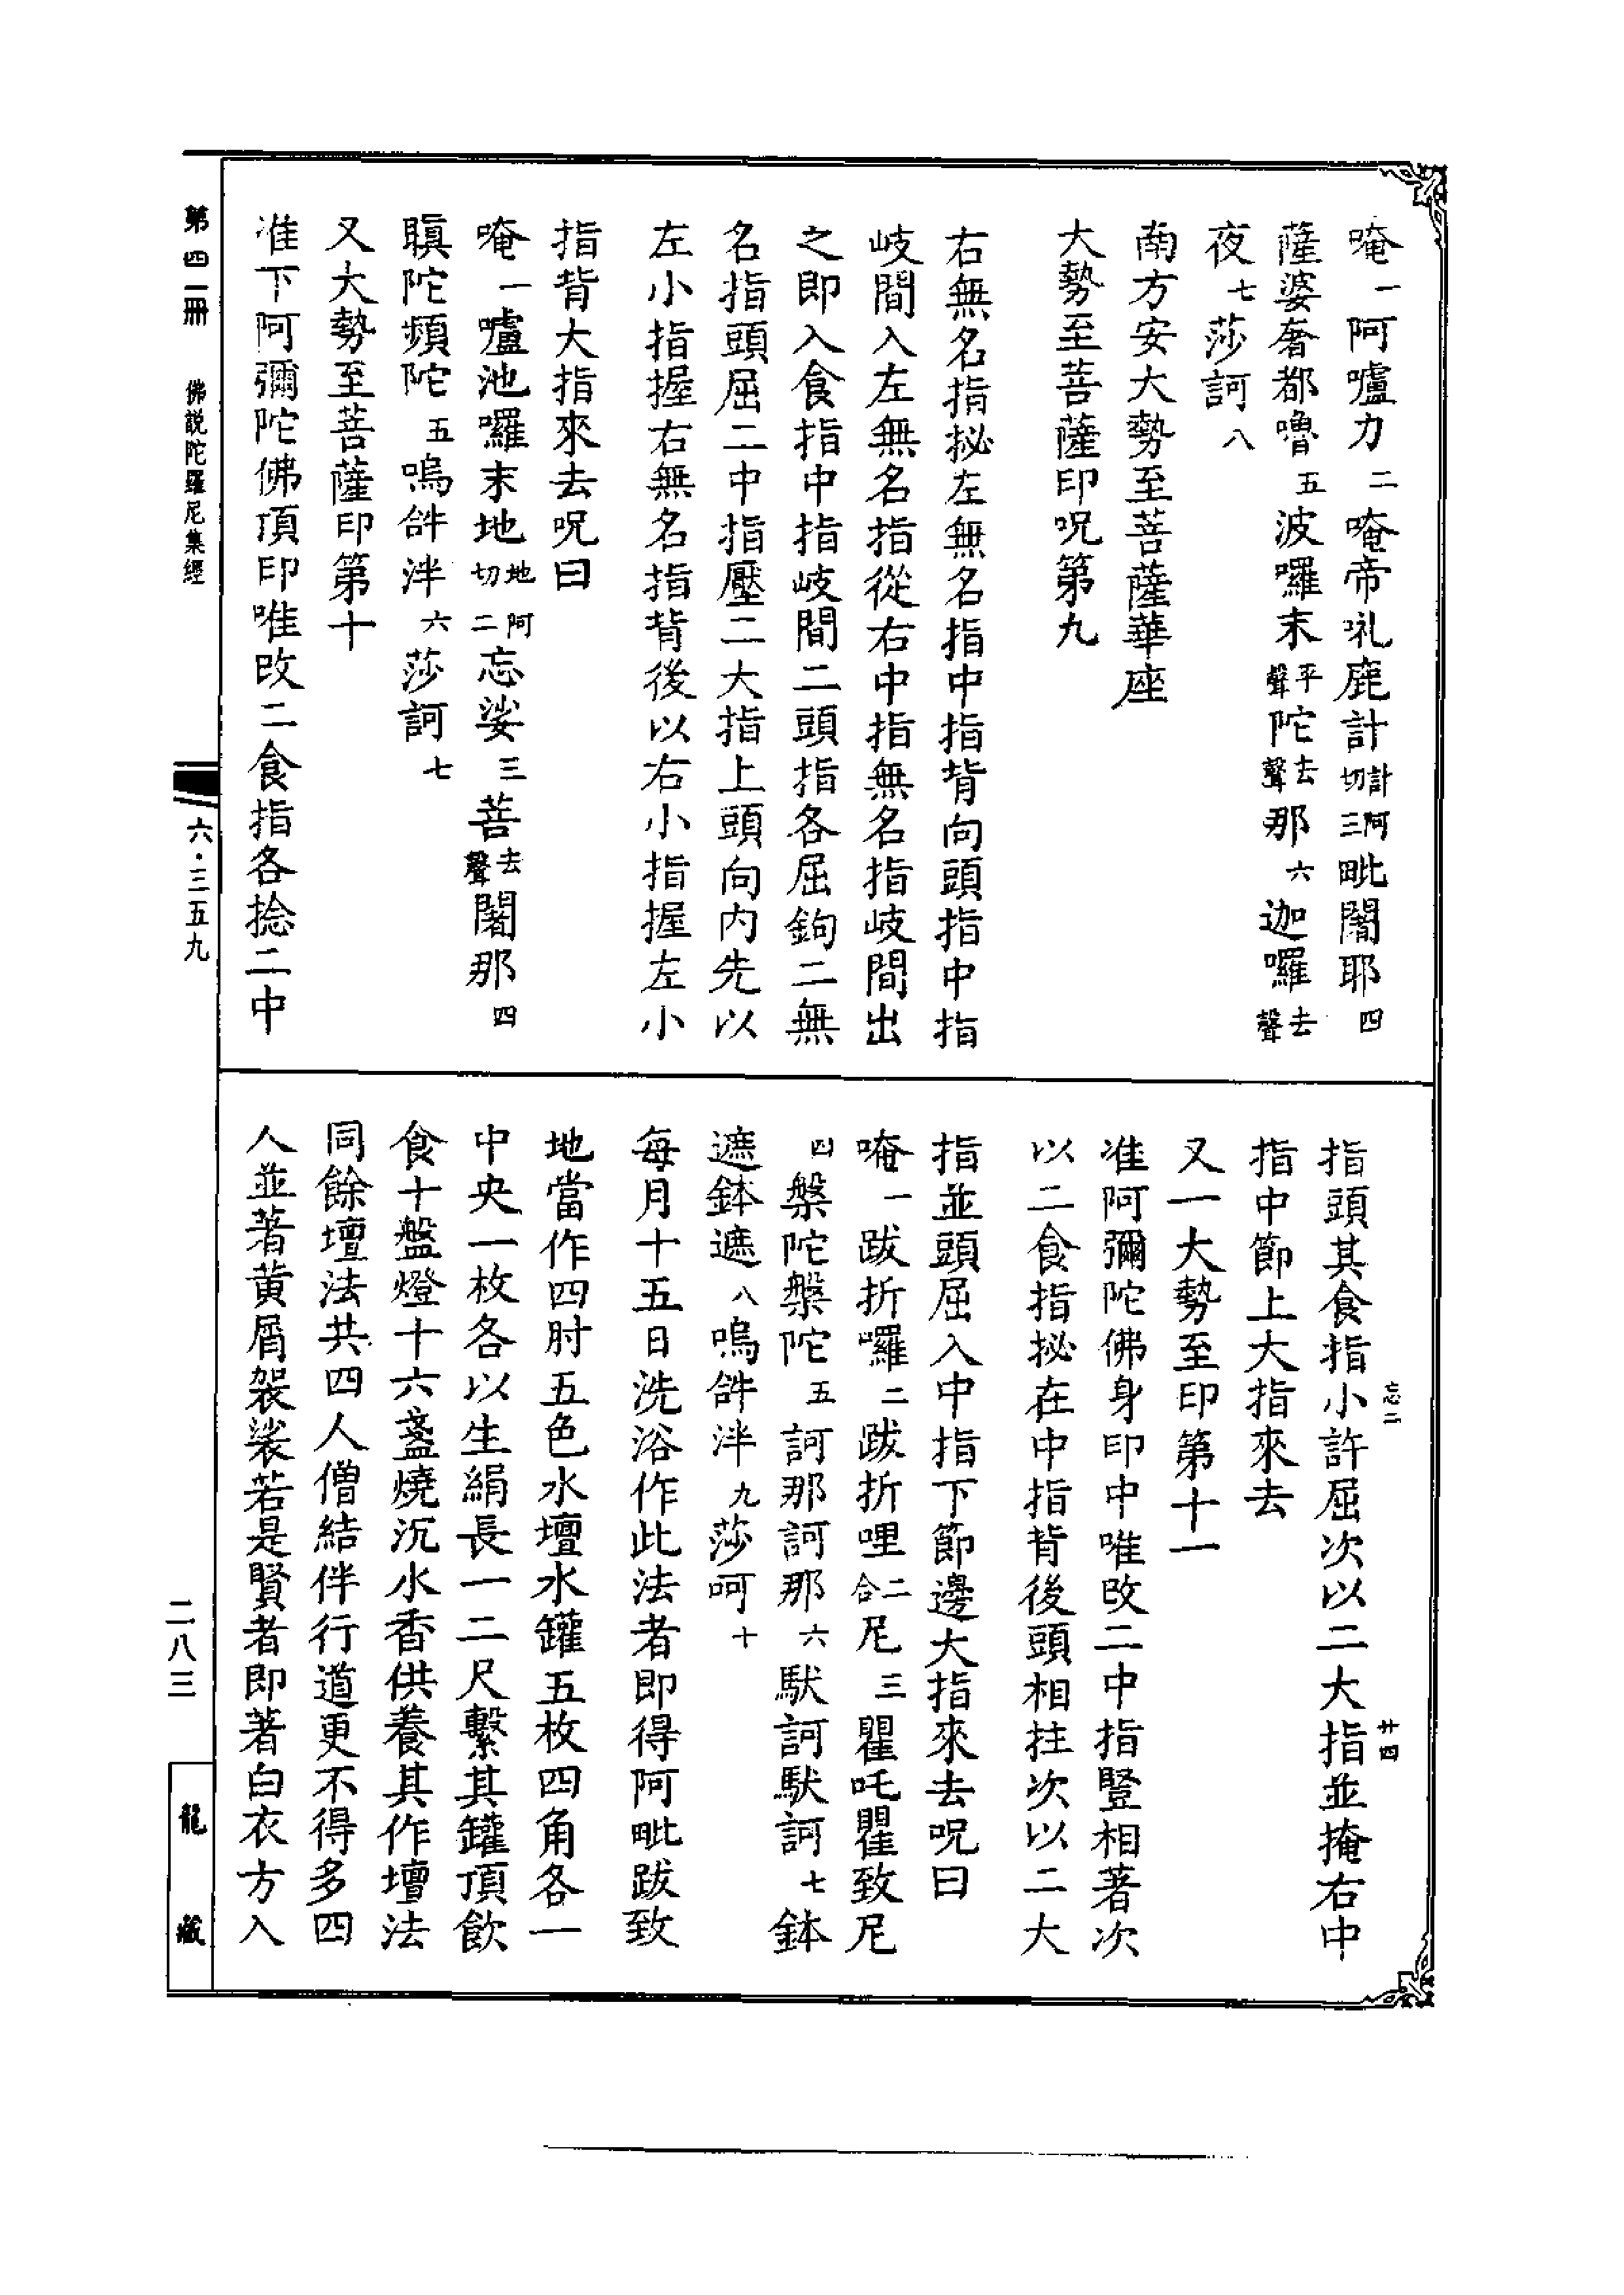 唵一阿嚧力二唵帝㘑鹿計計阿切三毗闍耶四
薩婆奢都嚕五波囉末平聲陀去聲那六迦囉去聲
夜七莎訶八
南方安大勢至菩薩華座
大勢至菩薩印呪第九
右無名指挱左無名指中指背向頭指中指
岐間入左無名指從右中指無名指岐間出
之即入食指中指岐間二頭指各屈鉤二無
名指頭屈二中指壓二大指上頭向内先以
左小指握右無名指背後以右小指握左小
指背大指來去呪曰
唵一嚧池囉末地地阿切二忘娑三菩去聲闍那四
瞋陀頻陀五嗚𤙖泮六莎訶七
又大勢至菩薩印第十
准下阿彌陀佛頂印唯改二食指各捻二中
指頭其食指小許屈次以二大指並掩右中
指中節上大指來去
又一大勢至印第十一
准阿彌陀佛身印中唯改二中指豎相著次
以二食指挱在中指背後頭相拄次以二大
指並頭屈入中指下節邊大指來去呪曰
唵一跋折囉二跋折哩二合尼三瞿吒瞿致尼
四槃陀槃陀五訶那訶那六馱訶馱訶七鉢
遮鉢遮八嗚𤙖泮九莎呵十
每月十五日洗浴作此法者即得阿毗跋致
地當作四肘五色水壇水罐五枚四角各一
中央一枚各以生絹長一二尺繫其罐頂飲
食十盤燈十六盞燒沉水香供養其作壇法
同餘壇法共四人僧結伴行道更不得多四
人並著黄屑袈裟若是賢者即著白衣方入
忘二
廿四
第四一冊
佛説陀羅尼集經
六·三五九
二八三
龍藏